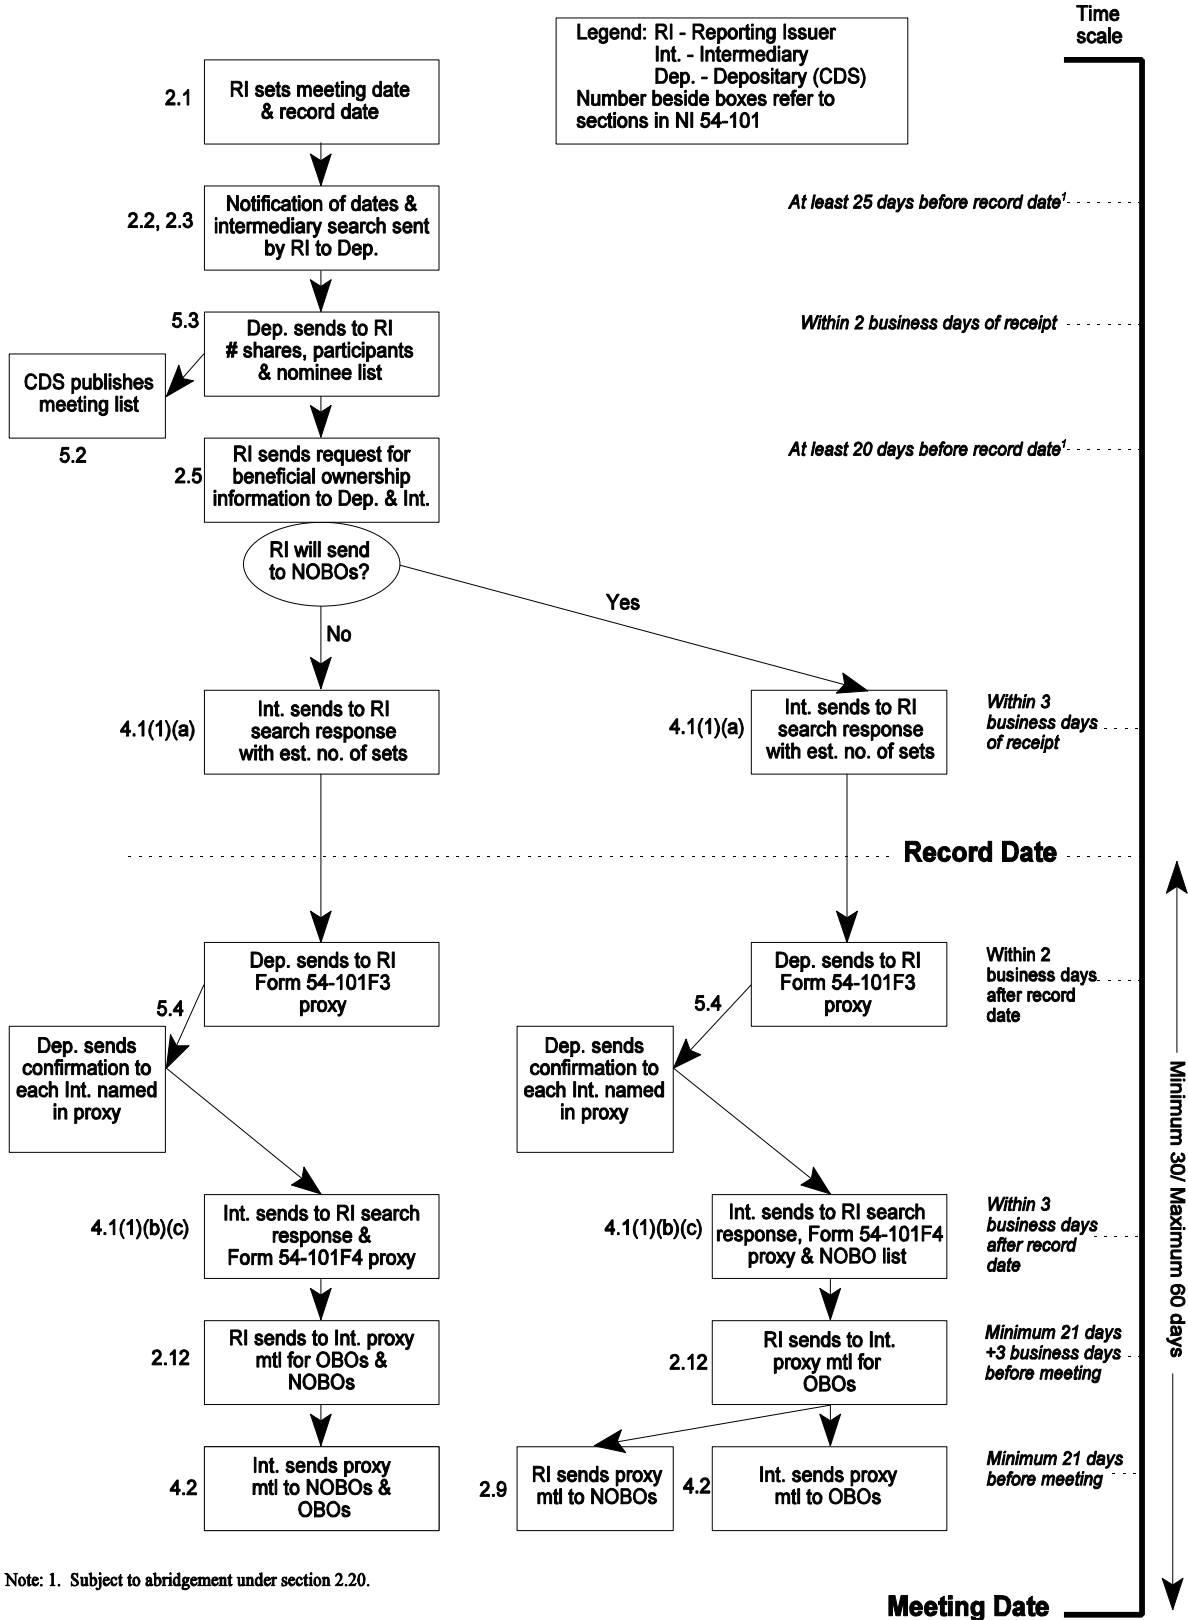 Time
scale
Legend: RI - Reporting Issuer
Int. - Intermediary
Dep. - Depositary (CDS)
Number beside boxes refer to
sections in NI 54-101
2.1
RI sets meeting date
& record date
2.2, 2.3
Notification of dates &
intermediary search sent
by RI to Dep.
At least 25 days before record date1
5.3
Dep. sends to RI
# shares, participants
& nominee list
Within 2 business days of receipt
CDS publishes
meeting list
5.2
2.5
RI sends request for
beneficial ownership
information to Dep. & Int.
At least 20 days before record date1
RI will send
to NOBOs?
Yes
No
4.1(1)(a)
Int. sends to RI
search response
with est. no. of sets
4.1(1)(a)
Int. sends to RI
search response
with est. no. of sets
Within 3
business days
of receipt
Record Date
Dep. sends to RI
Form 54-101F3
proxy
Dep. sends to RI
Form 54-101F3
proxy
Within 2
business days
after record
date
5.4
Dep. sends
confirmation to
each Int. named
in proxy
5.4
Dep. sends
confirmation to
each Int. named
in proxy
Minimum 30/ Maximum 60 days
4.1(1)(b)(c)
Int. sends to RI search
response &
Form 54-101F4 proxy
4.1(1)(b)(c)
Int. sends to RI search
response, Form 54-101F4
proxy & NOBO list
Within 3
business days
after record
date
2.12
RI sends to Int. proxy
mtl for OBOs &
NOBOs
2.12
RI sends to Int.
proxy mtl for
OBOs
Minimum 21 days
+3 business days
before meeting
4.2
Int. sends proxy
mtl to NOBOs &
OBOs
2.9
RI sends proxy
mtl to NOBOs
4.2
Int. sends proxy
mtl to OBOs
Minimum 21 days
before meeting
Note: 1. Subject to abridgement under section 2.20.
Meeting Date